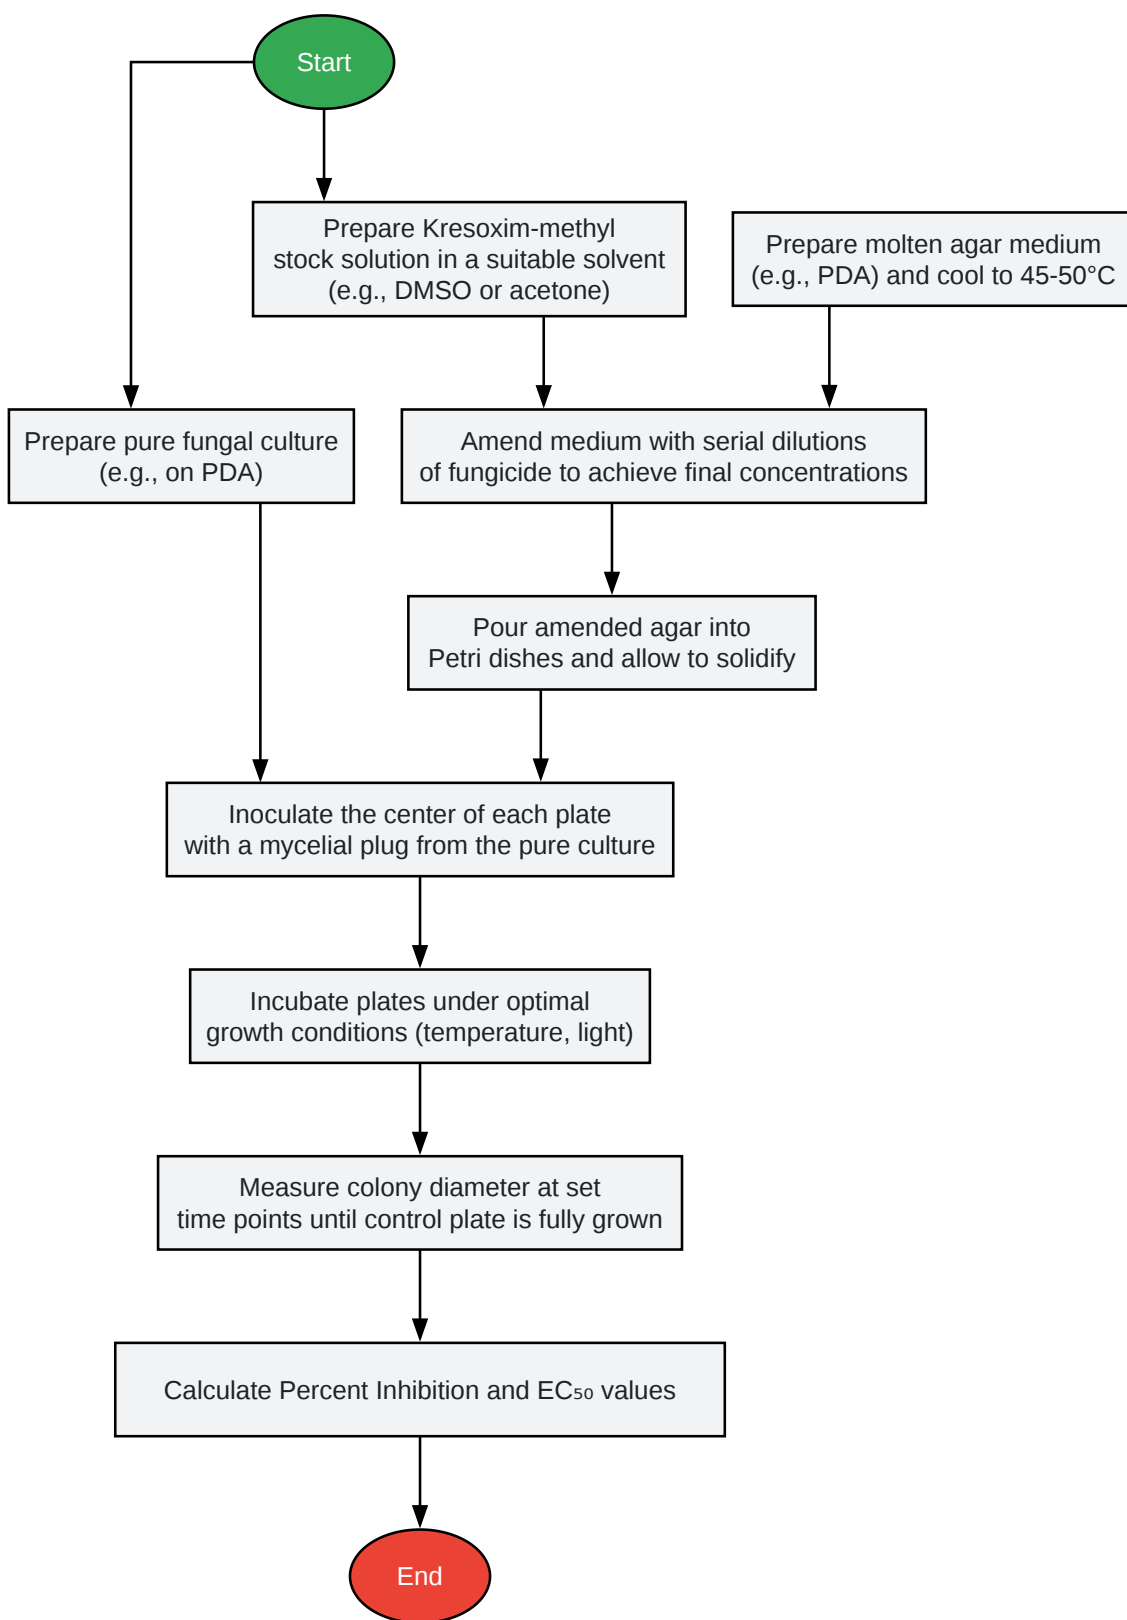 Start
Prepare Kresoxim-methyl
stock solution in a suitable solvent
(e.g., DMSO or acetone)
Prepare molten agar medium
(e.g., PDA) and cool to 45-50°C
Prepare pure fungal culture
(e.g., on PDA)
Amend medium with serial dilutions
of fungicide to achieve final concentrations
Pour amended agar into
Petri dishes and allow to solidify
Inoculate the center of each plate
with a mycelial plug from the pure culture
Incubate plates under optimal
growth conditions (temperature, light)
Measure colony diameter at set
time points until control plate is fully grown
Calculate Percent Inhibition and EC₅₀ values
End